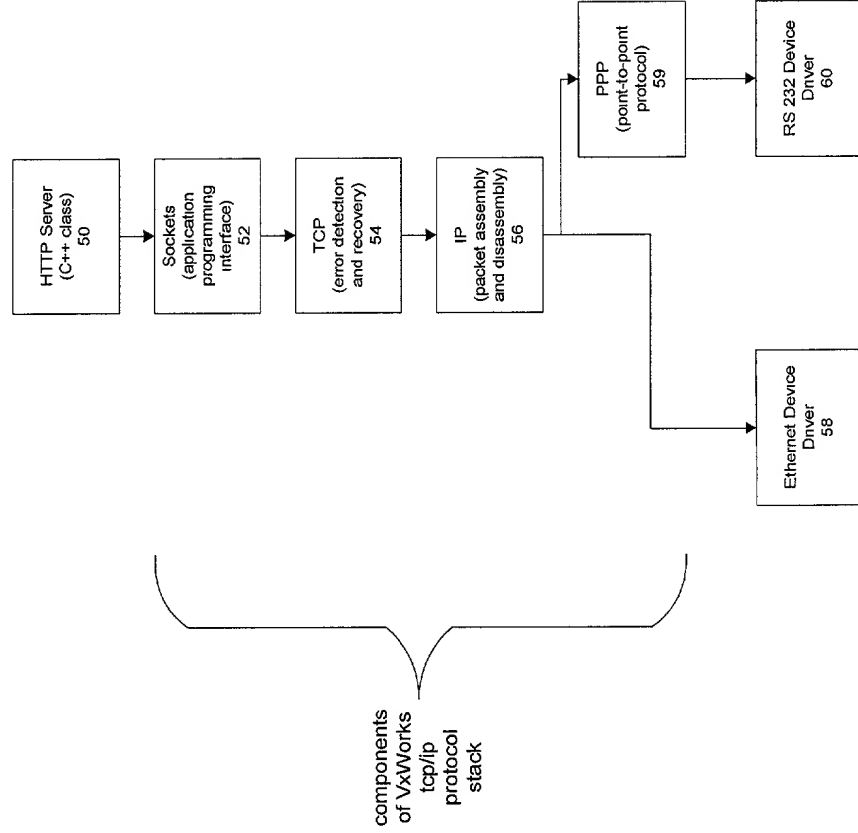 HTTP Server
(C++ class)
50
Sockets
(application
programming
interface)
52
TCP
(error detection
and recovery)
54
IP
(packet assembly
and disassembly)
56
PPP
(point-to-point
protocol)
59
RS 232 Device
Driver
60
Ethernet Device
Driver
58
components
of VxWorks
tcp/ip
protocol
stack